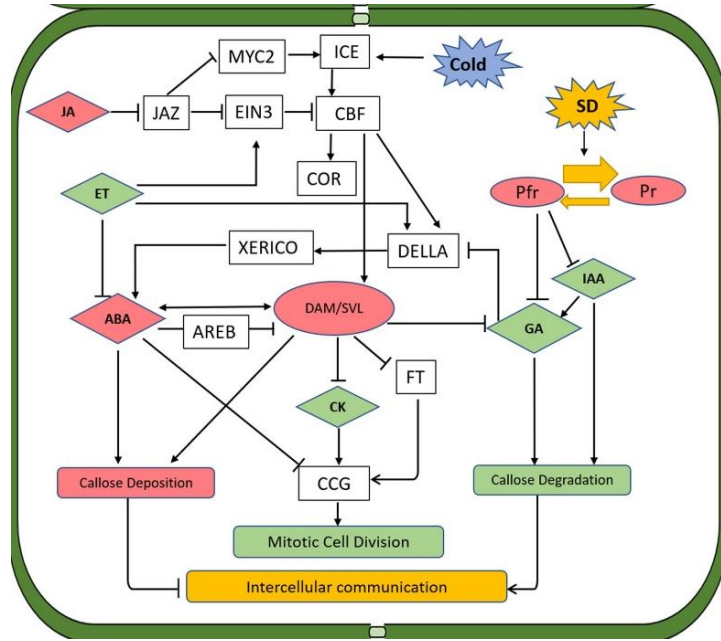 MYC2
ICE
Cold
JA
JAZ
EIN3
CBF
SD
COR
Pfr
Pr
ET
XERICO
DELLA
IAA
ABA
AREB
DAM/SVL
GA
FT
CK
Callose Deposition
CCG
Callose Degradation
Mitotic Cell Division
Intercellular communication